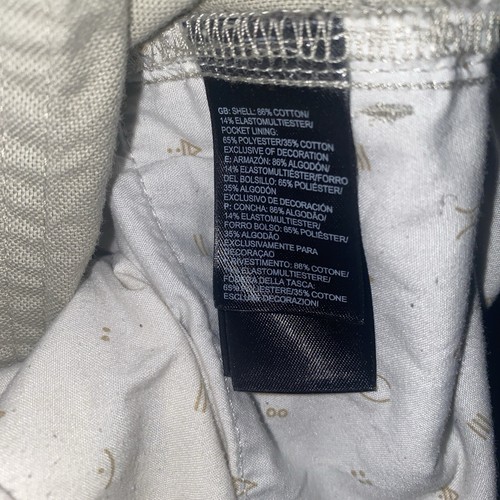 GB: SHELL: 86% COTTON/
14% ELASTOMULTIESTER/
POCKET LINING:
65% POLYESTER/35% COTTON
EXCLUSIVE OF DECORATION
E: ARMAZÓN: 86% ALGODÓN/
14% ELASTOMULTIÉSTER/FORRO
DEL BOLSILLO: 65% POLIÉSTER/
35% ALGODÓN
EXCLUSIVO DE DECORACIÓN
P: CONCHA: 86% ALGODÃO/
14% ELASTOMULTIESTER/
FORRO BOLSO: 65% POLIÉSTER/
35% ALGODÃO
EXCLUSIVAMENTE PARA
DECORAÇAO
I: RIVESTIMENTO: 86% COTONE/
14% ELASTOMULTIESTERE/
FODERA DELLA TASCA:
65% POLIESTERE/35% COTONE
ESCLUSE DECORAZIONI